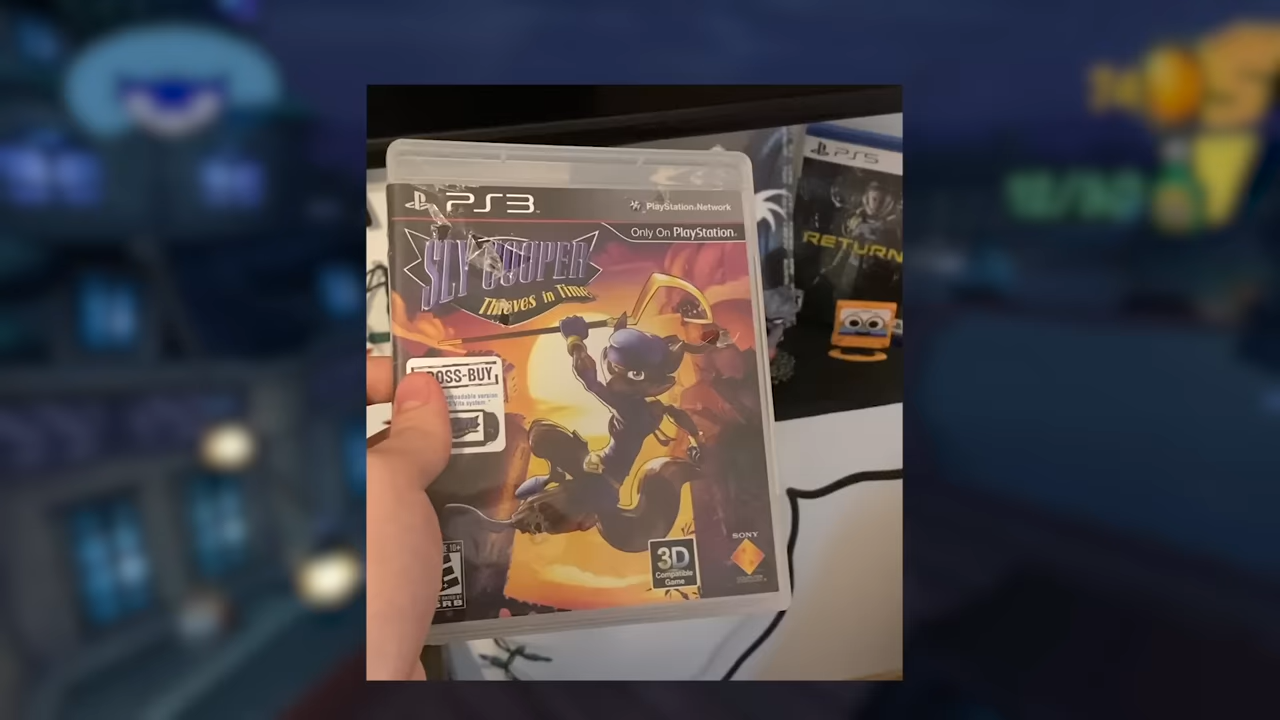 PS3
PlayStation Network
Only On PlayStation
SLY COOPER
Thieves in Time
OSS-BUY
3D
Compatible
Game
SONY
PS5
RETURN